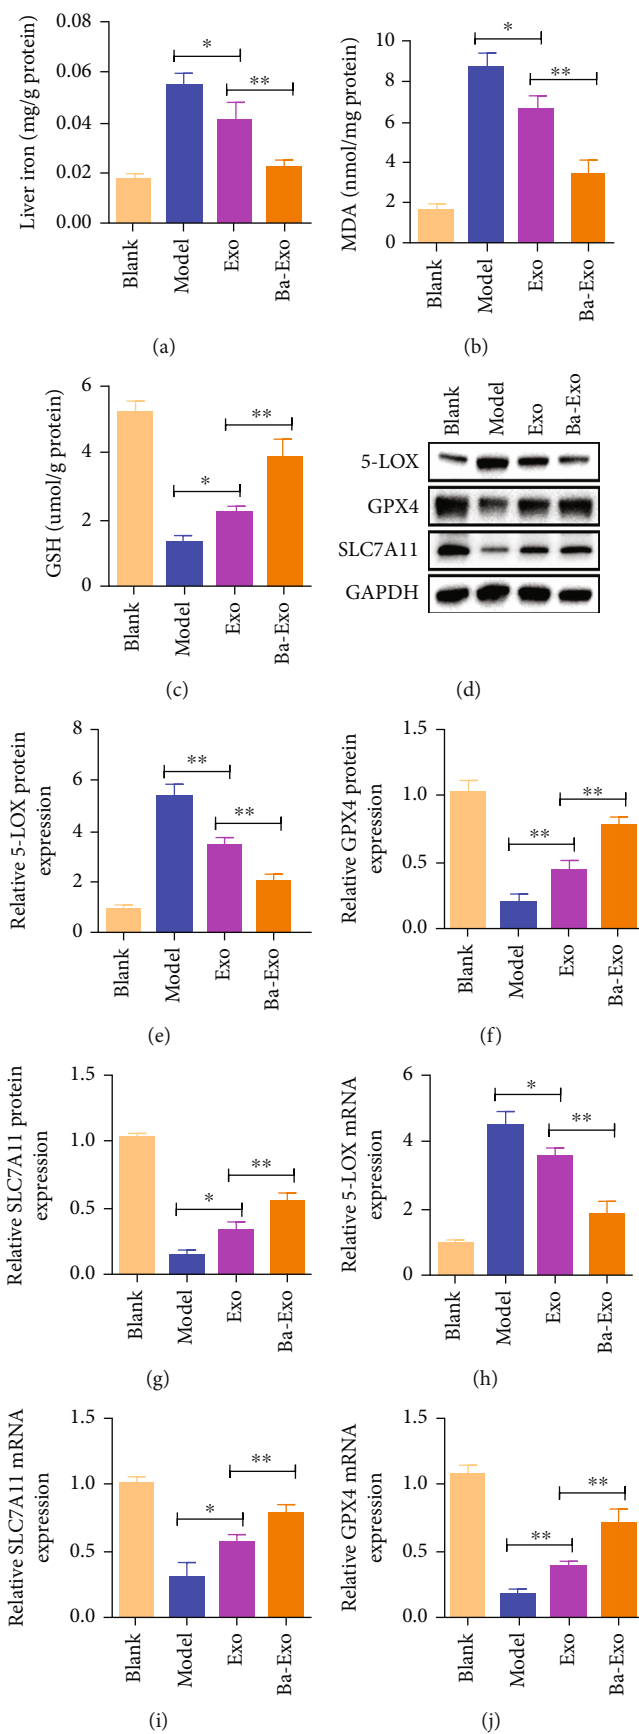 Liver iron (mg/g protein)
0.08
0.06
0.04
0.02
0.00
*
**
Blank
Model
Exo
Ba-Exo
(a)
MDA (nmol/mg protein)
10
8
6
4
2
0
*
**
Blank
Model
Exo
Ba-Exo
(b)
GSH (umol/g protein)
6
4
2
0
*
**
Blank
Model
Exo
Ba-Exo
(c)
Blank
Model
Exo
Ba-Exo
5-LOX
GPX4
SLC7A11
GAPDH
(d)
Relative 5-LOX protein
expression
8
6
4
2
0
**
**
Blank
Model
Exo
Ba-Exo
(e)
Relative GPX4 protein
expression
1.5
1.0
0.5
0.0
**
**
Blank
Model
Exo
Ba-Exo
(f)
Relative SLC7A11 protein
expression
1.5
1.0
0.5
0.0
*
**
Blank
Model
Exo
Ba-Exo
(g)
Relative 5-LOX mRNA
expression
6
4
2
0
*
**
Blank
Model
Exo
Ba-Exo
(h)
Relative SLC7A11 mRNA
expression
1.5
1.0
0.5
0.0
*
**
Blank
Model
Exo
Ba-Exo
(i)
Relative GPX4 mRNA
expression
1.5
1.0
0.5
0.0
**
**
Blank
Model
Exo
Ba-Exo
(j)